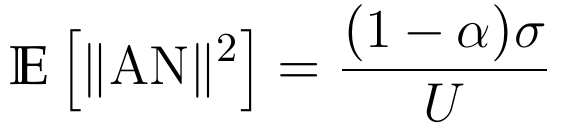 𝔼 [‖AN‖²] = (1 − α)σ / U